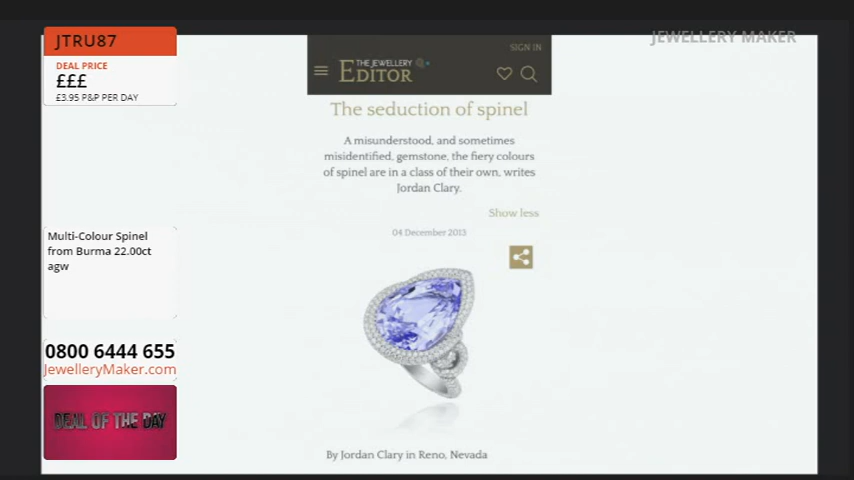 JTRU87
DEAL PRICE
£££
£3.95 P&P PER DAY
Multi-Colour Spinel
from Burma 22.00ct
agw
0800 6444 655
JewelleryMaker.com
DEAL OF THE DAY
JEWELLERY MAKER
SIGN IN
THE JEWELLERY
EDITOR
The seduction of spinel
A misunderstood, and sometimes
misidentified, gemstone, the fiery colours
of spinel are in a class of their own, writes
Jordan Clary.
Show less
04 December 2013
By Jordan Clary in Reno, Nevada